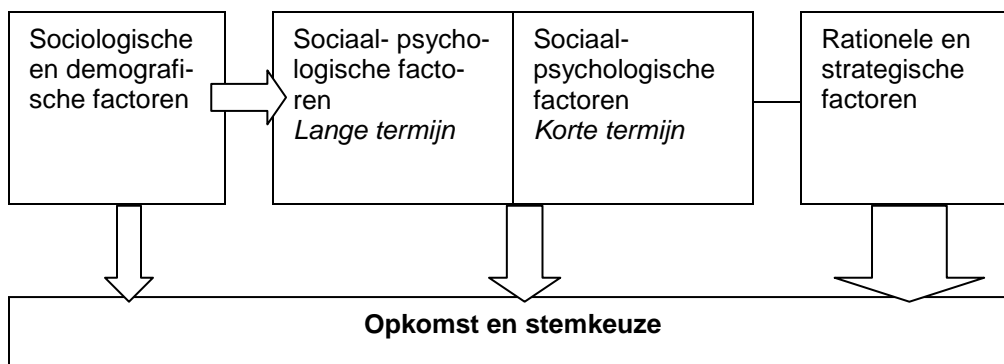 Sociologische
en demografi-
sche factoren
Sociaal- psycho-
logische facto-
ren
Lange termijn
Sociaal-
psychologische
factoren
Korte termijn
Rationele en
strategische
factoren
Opkomst en stemkeuze